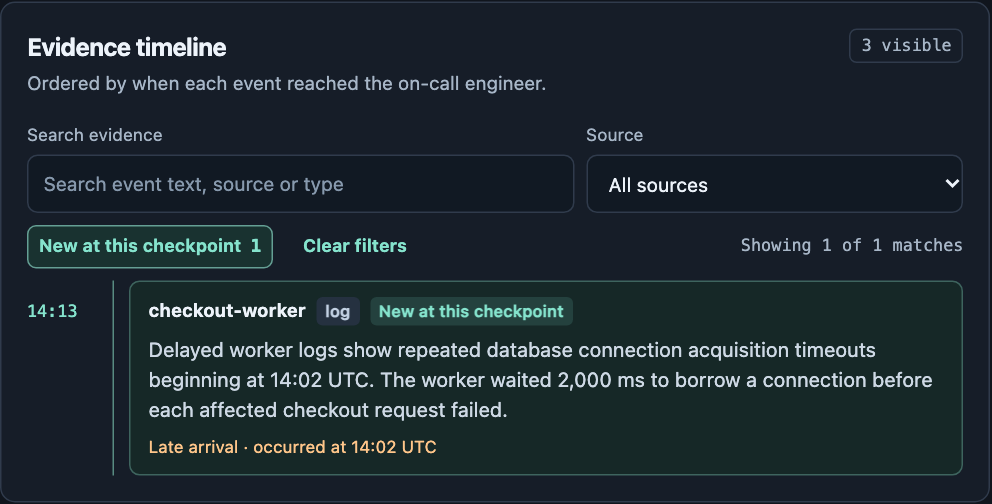 Evidence timeline
3 visible
Ordered by when each event reached the on-call engineer.
Search evidence
Source
Search event text, source or type
All sources
New at this checkpoint 1
Clear filters
Showing 1 of 1 matches
14:13
checkout-worker log New at this checkpoint
Delayed worker logs show repeated database connection acquisition timeouts
beginning at 14:02 UTC. The worker waited 2,000 ms to borrow a connection before
each affected checkout request failed.
Late arrival · occurred at 14:02 UTC